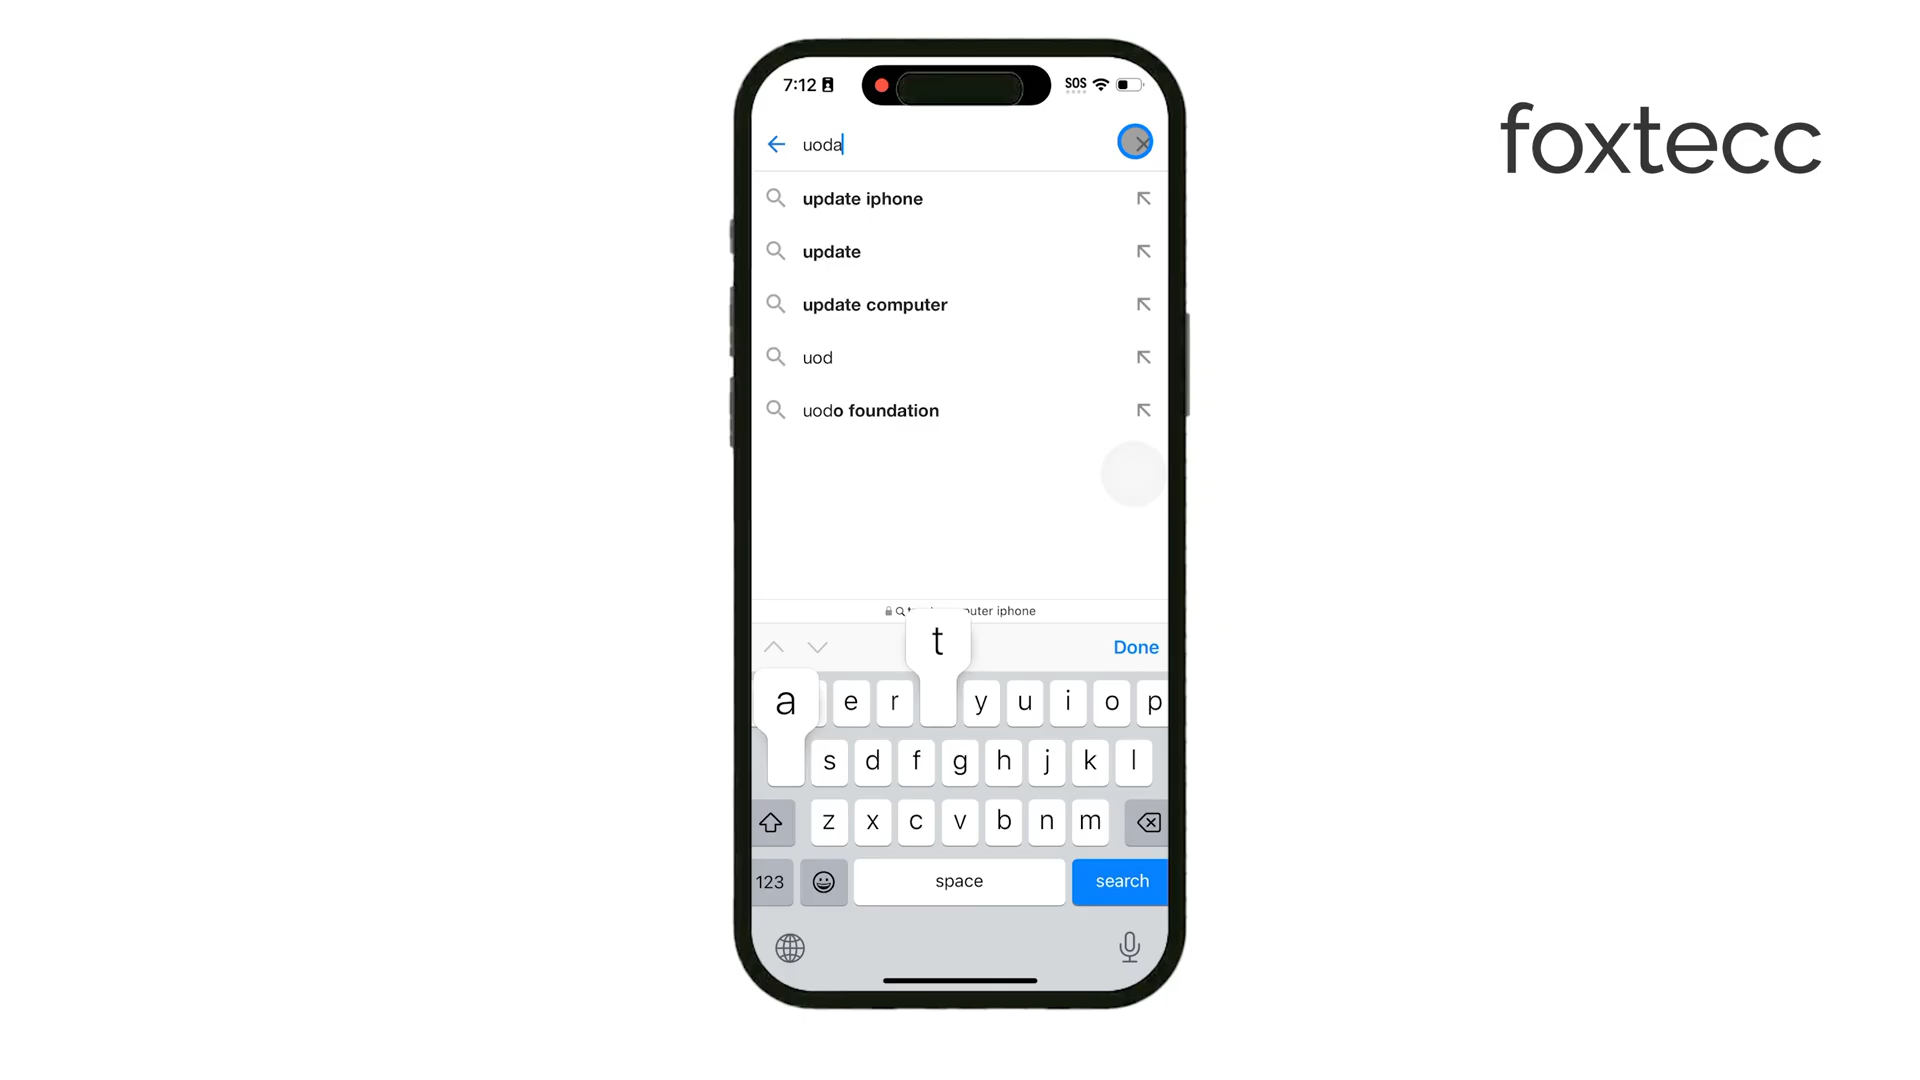 7:12
SOS
foxtecc
uoda
update iphone
update
update computer
uod
uodo foundation
uter iphone
Done
t
a e r y u i o p
s d f g h j k l
z x c v b n m
123 space search